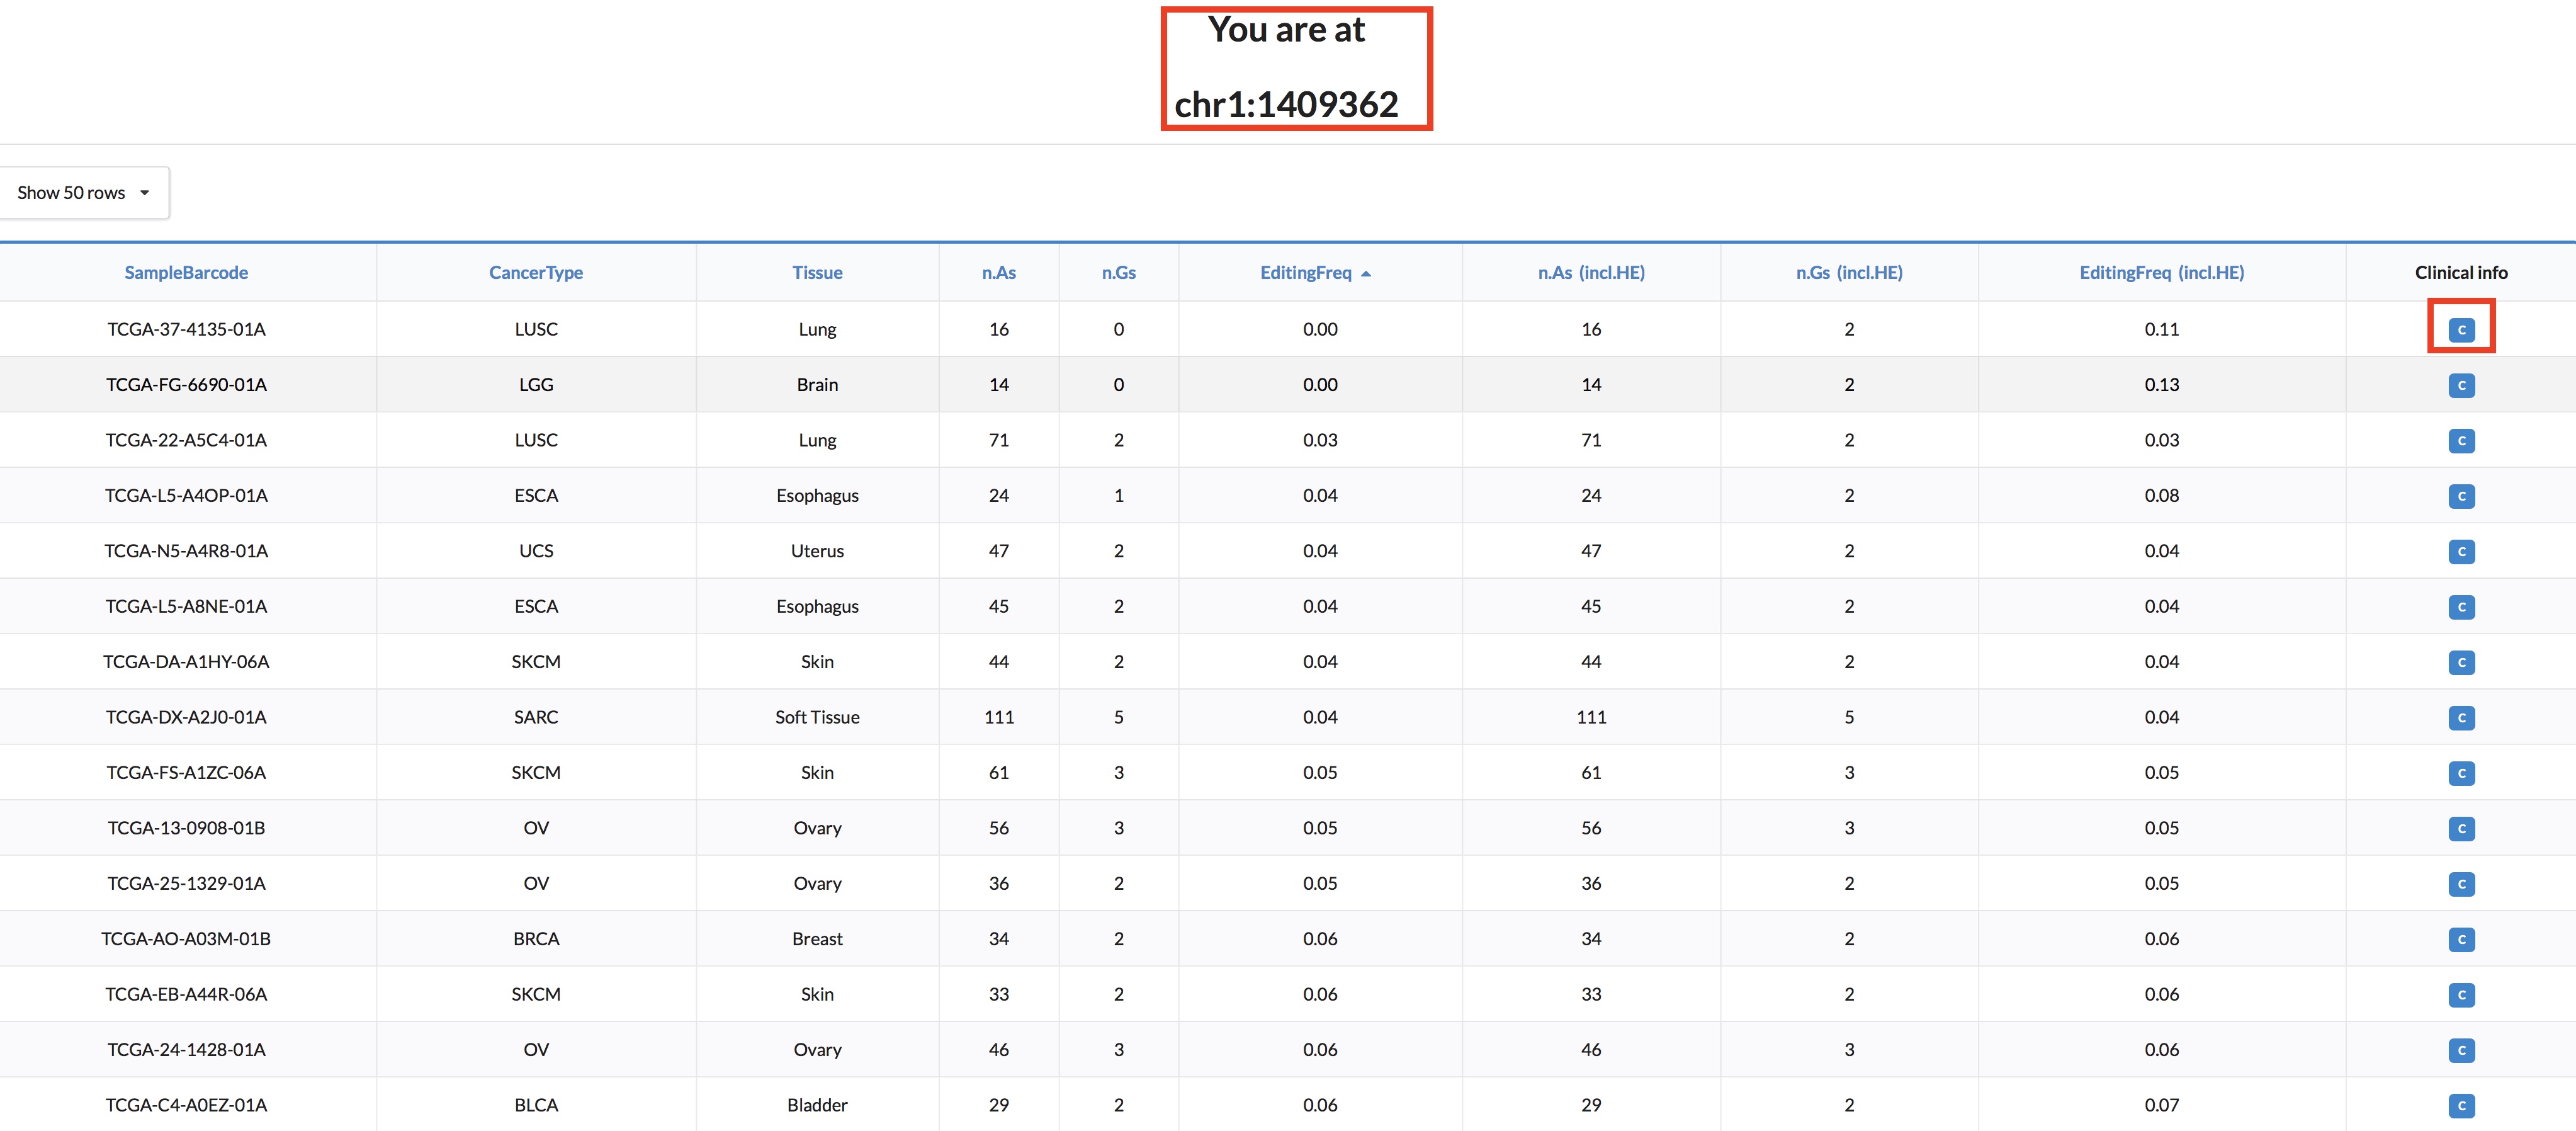 You are at
chr1:1409362
Show 50 rows
SampleBarcode CancerType Tissue n.As n.Gs EditingFreq n.As (incl.HE) n.Gs (incl.HE) EditingFreq (incl.HE) Clinical info
TCGA-37-4135-01A LUSC Lung 16 0 0.00 16 2 0.11 C
TCGA-FG-6690-01A LGG Brain 14 0 0.00 14 2 0.13 C
TCGA-22-A5C4-01A LUSC Lung 71 2 0.03 71 2 0.03 C
TCGA-L5-A4OP-01A ESCA Esophagus 24 1 0.04 24 2 0.08 C
TCGA-N5-A4R8-01A UCS Uterus 47 2 0.04 47 2 0.04 C
TCGA-L5-A8NE-01A ESCA Esophagus 45 2 0.04 45 2 0.04 C
TCGA-DA-A1HY-06A SKCM Skin 44 2 0.04 44 2 0.04 C
TCGA-DX-A2J0-01A SARC Soft Tissue 111 5 0.04 111 5 0.04 C
TCGA-FS-A1ZC-06A SKCM Skin 61 3 0.05 61 3 0.05 C
TCGA-13-0908-01B OV Ovary 56 3 0.05 56 3 0.05 C
TCGA-25-1329-01A OV Ovary 36 2 0.05 36 2 0.05 C
TCGA-AO-A03M-01B BRCA Breast 34 2 0.06 34 2 0.06 C
TCGA-EB-A44R-06A SKCM Skin 33 2 0.06 33 2 0.06 C
TCGA-24-1428-01A OV Ovary 46 3 0.06 46 3 0.06 C
TCGA-C4-A0EZ-01A BLCA Bladder 29 2 0.06 29 2 0.07 C